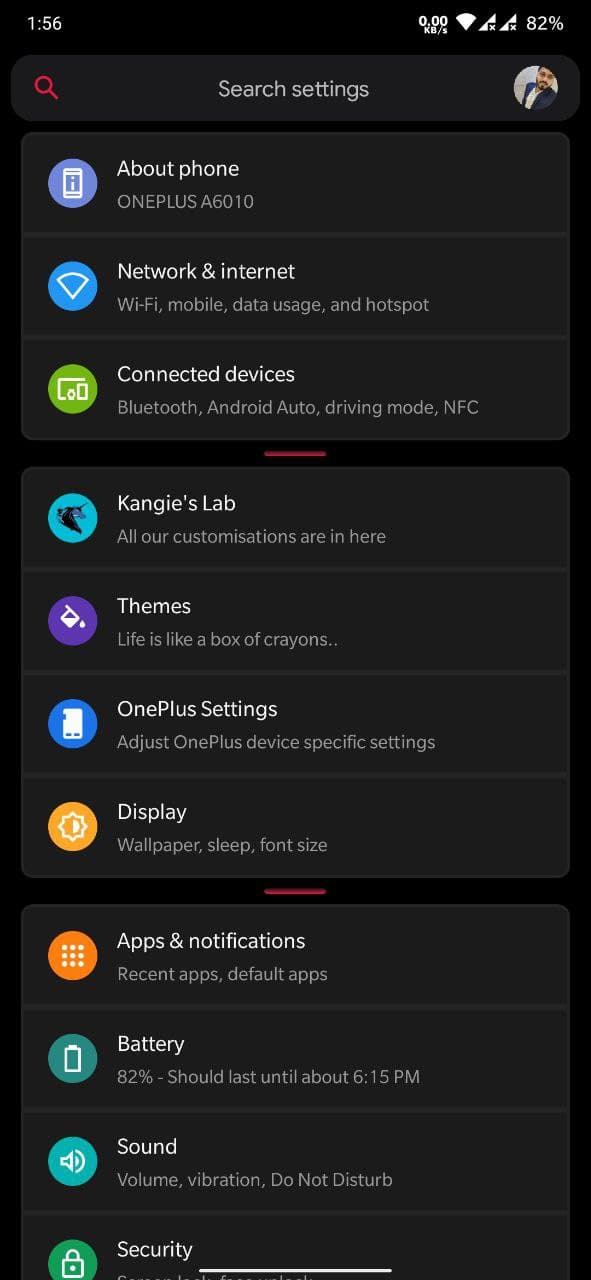 1:56
0.00
KB/s
82%
Search settings
About phone
ONEPLUS A6010
Network & internet
Wi-Fi, mobile, data usage, and hotspot
Connected devices
Bluetooth, Android Auto, driving mode, NFC
Kangie's Lab
All our customisations are in here
Themes
Life is like a box of crayons..
OnePlus Settings
Adjust OnePlus device specific settings
Display
Wallpaper, sleep, font size
Apps & notifications
Recent apps, default apps
Battery
82% - Should last until about 6:15 PM
Sound
Volume, vibration, Do Not Disturb
Security